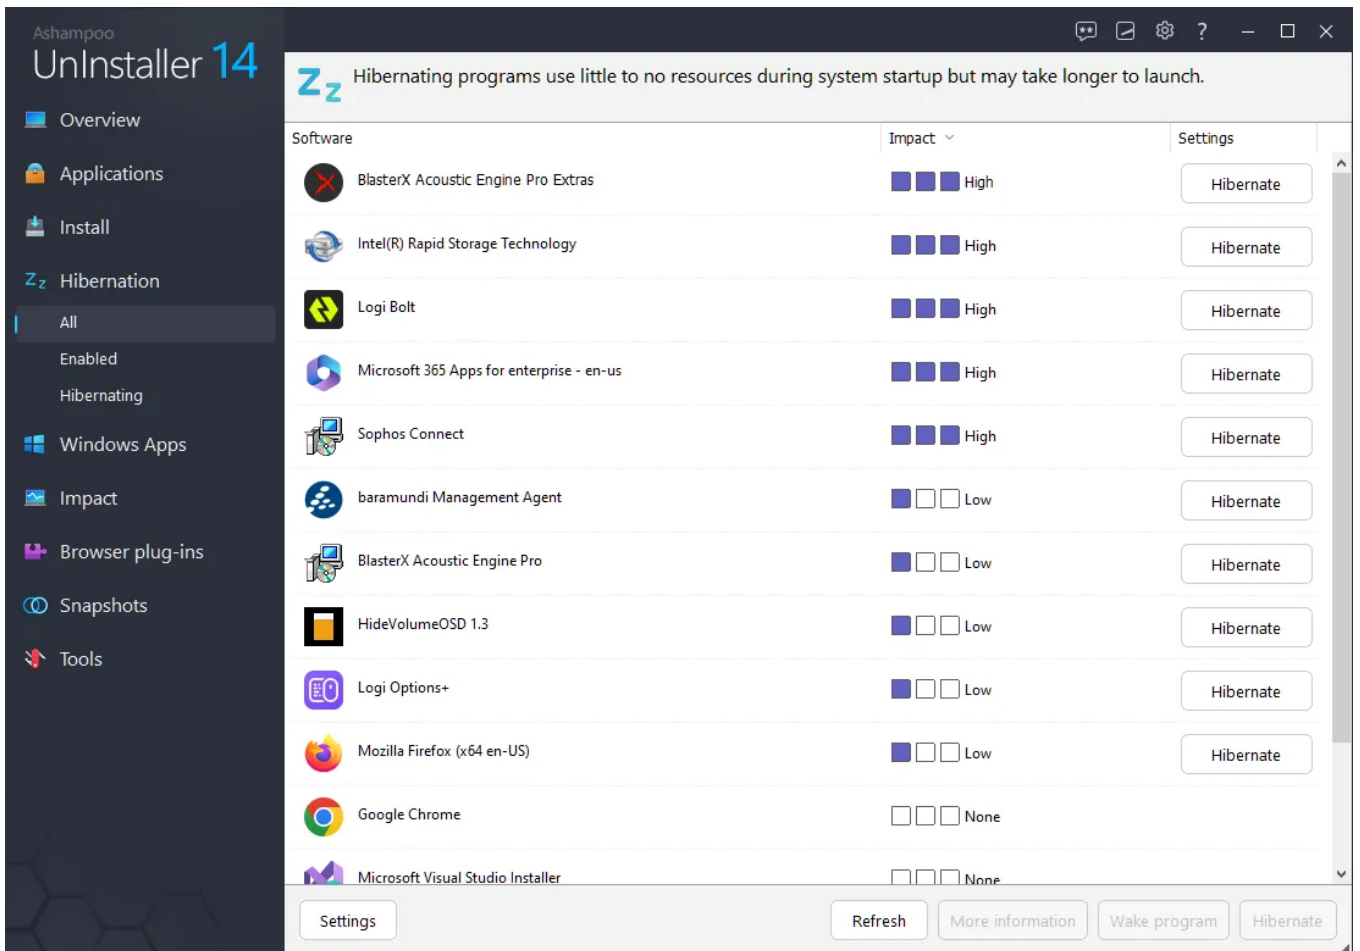 Ashampoo
UnInstaller 14
Overview
Applications
Install
Zz Hibernation
All
Enabled
Hibernating
Windows Apps
Impact
Browser plug-ins
Snapshots
Tools
?
Zz Hibernating programs use little to no resources during system startup but may take longer to launch.
Software Impact Settings
BlasterX Acoustic Engine Pro Extras High Hibernate
Intel(R) Rapid Storage Technology High Hibernate
Logi Bolt High Hibernate
Microsoft 365 Apps for enterprise - en-us High Hibernate
Sophos Connect High Hibernate
baramundi Management Agent Low Hibernate
BlasterX Acoustic Engine Pro Low Hibernate
HideVolumeOSD 1.3 Low Hibernate
Logi Options+ Low Hibernate
Mozilla Firefox (x64 en-US) Low Hibernate
Google Chrome None
Microsoft Visual Studio Installer None
Settings Refresh More information Wake program Hibernate